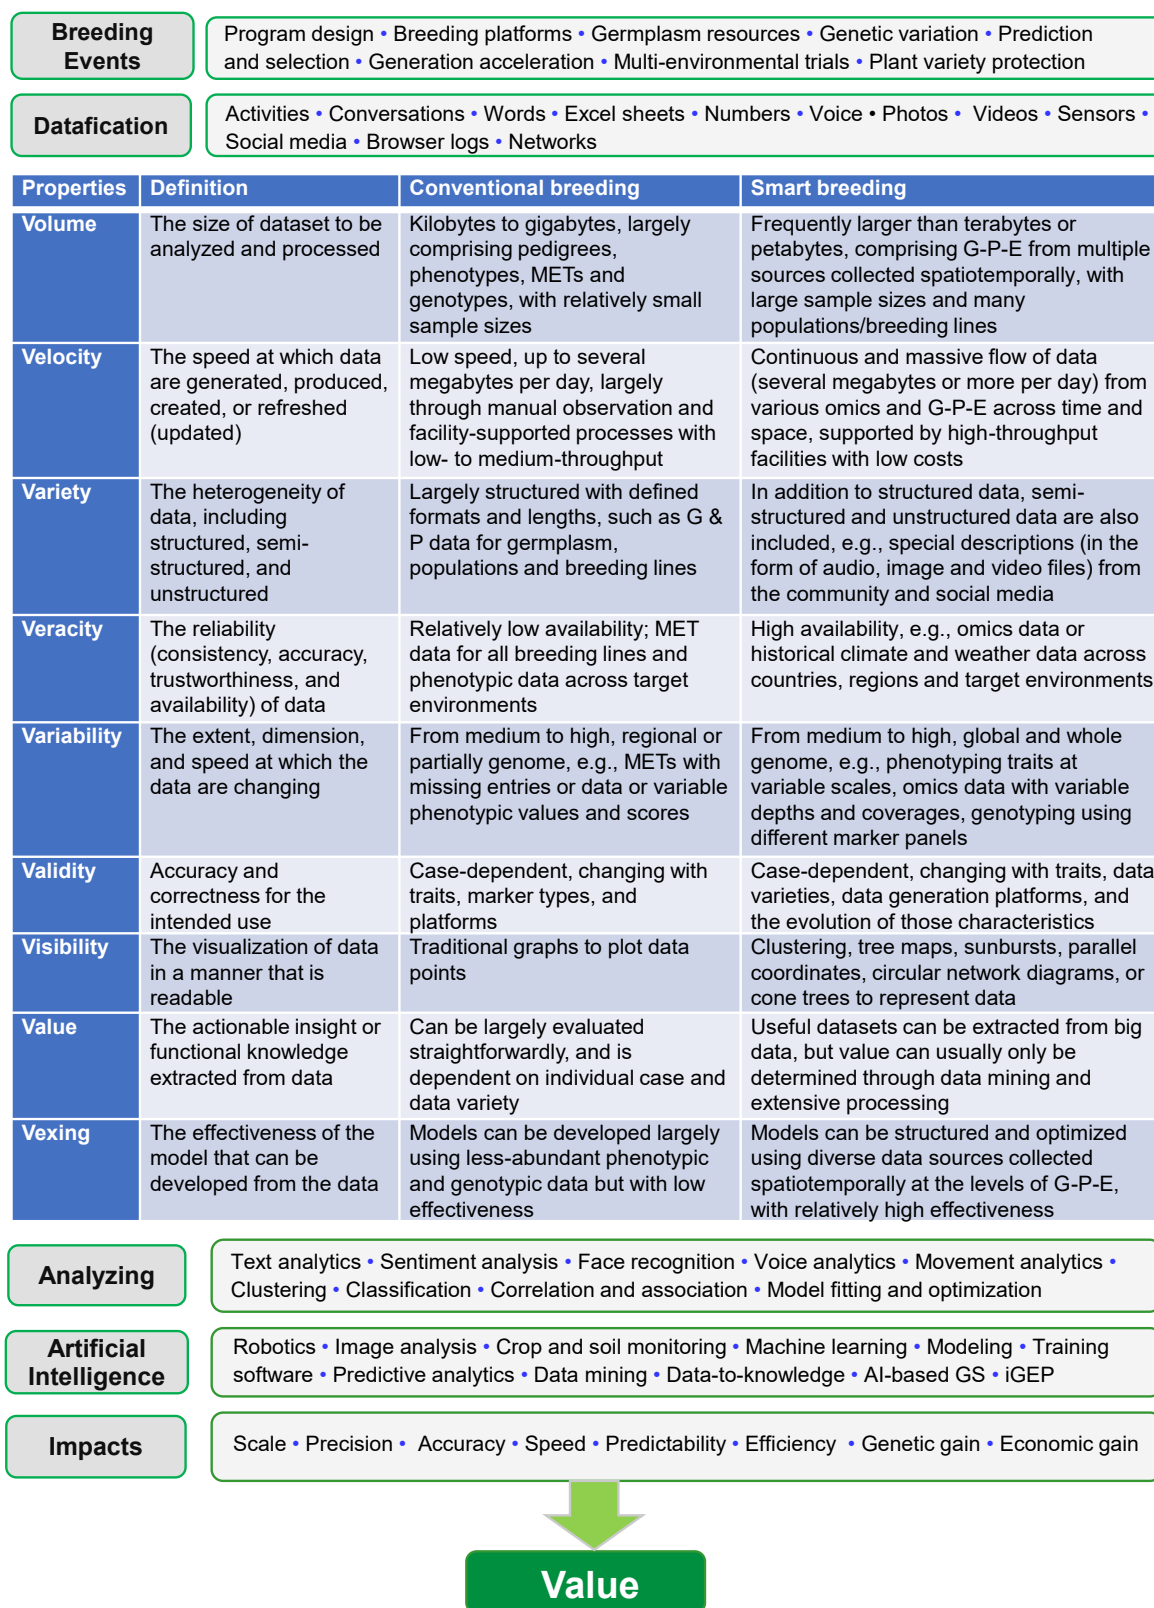 Breeding
Events
Program design • Breeding platforms • Germplasm resources • Genetic variation • Prediction
and selection • Generation acceleration • Multi-environmental trials • Plant variety protection
Datafication
Activities • Conversations • Words • Excel sheets • Numbers • Voice • Photos • Videos • Sensors •
Social media • Browser logs • Networks
Properties
Definition
Conventional breeding
Smart breeding
Volume
The size of dataset to be
analyzed and processed
Kilobytes to gigabytes, largely
comprising pedigrees,
phenotypes, METs and
genotypes, with relatively small
sample sizes
Frequently larger than terabytes or
petabytes, comprising G-P-E from multiple
sources collected spatiotemporally, with
large sample sizes and many
populations/breeding lines
Velocity
The speed at which data
are generated, produced,
created, or refreshed
(updated)
Low speed, up to several
megabytes per day, largely
through manual observation and
facility-supported processes with
low- to medium-throughput
Continuous and massive flow of data
(several megabytes or more per day) from
various omics and G-P-E across time and
space, supported by high-throughput
facilities with low costs
Variety
The heterogeneity of
data, including
structured, semi-
structured, and
unstructured
Largely structured with defined
formats and lengths, such as G &
P data for germplasm,
populations and breeding lines
In addition to structured data, semi-
structured and unstructured data are also
included, e.g., special descriptions (in the
form of audio, image and video files) from
the community and social media
Veracity
The reliability
(consistency, accuracy,
trustworthiness, and
availability) of data
Relatively low availability; MET
data for all breeding lines and
phenotypic data across target
environments
High availability, e.g., omics data or
historical climate and weather data across
countries, regions and target environments
Variability
The extent, dimension,
and speed at which the
data are changing
From medium to high, regional or
partially genome, e.g., METs with
missing entries or data or variable
phenotypic values and scores
From medium to high, global and whole
genome, e.g., phenotyping traits at
variable scales, omics data with variable
depths and coverages, genotyping using
different marker panels
Validity
Accuracy and
correctness for the
intended use
Case-dependent, changing with
traits, marker types, and
platforms
Case-dependent, changing with traits, data
varieties, data generation platforms, and
the evolution of those characteristics
Visibility
The visualization of data
in a manner that is
readable
Traditional graphs to plot data
points
Clustering, tree maps, sunbursts, parallel
coordinates, circular network diagrams, or
cone trees to represent data
Value
The actionable insight or
functional knowledge
extracted from data
Can be largely evaluated
straightforwardly, and is
dependent on individual case and
data variety
Useful datasets can be extracted from big
data, but value can usually only be
determined through data mining and
extensive processing
Vexing
The effectiveness of the
model that can be
developed from the data
Models can be developed largely
using less-abundant phenotypic
and genotypic data but with low
effectiveness
Models can be structured and optimized
using diverse data sources collected
spatiotemporally at the levels of G-P-E,
with relatively high effectiveness
Analyzing
Text analytics • Sentiment analysis • Face recognition • Voice analytics • Movement analytics •
Clustering • Classification • Correlation and association • Model fitting and optimization
Artificial
Intelligence
Robotics • Image analysis • Crop and soil monitoring • Machine learning • Modeling • Training
software • Predictive analytics • Data mining • Data-to-knowledge • AI-based GS • iGEP
Impacts
Scale • Precision • Accuracy • Speed • Predictability • Efficiency • Genetic gain • Economic gain
Value